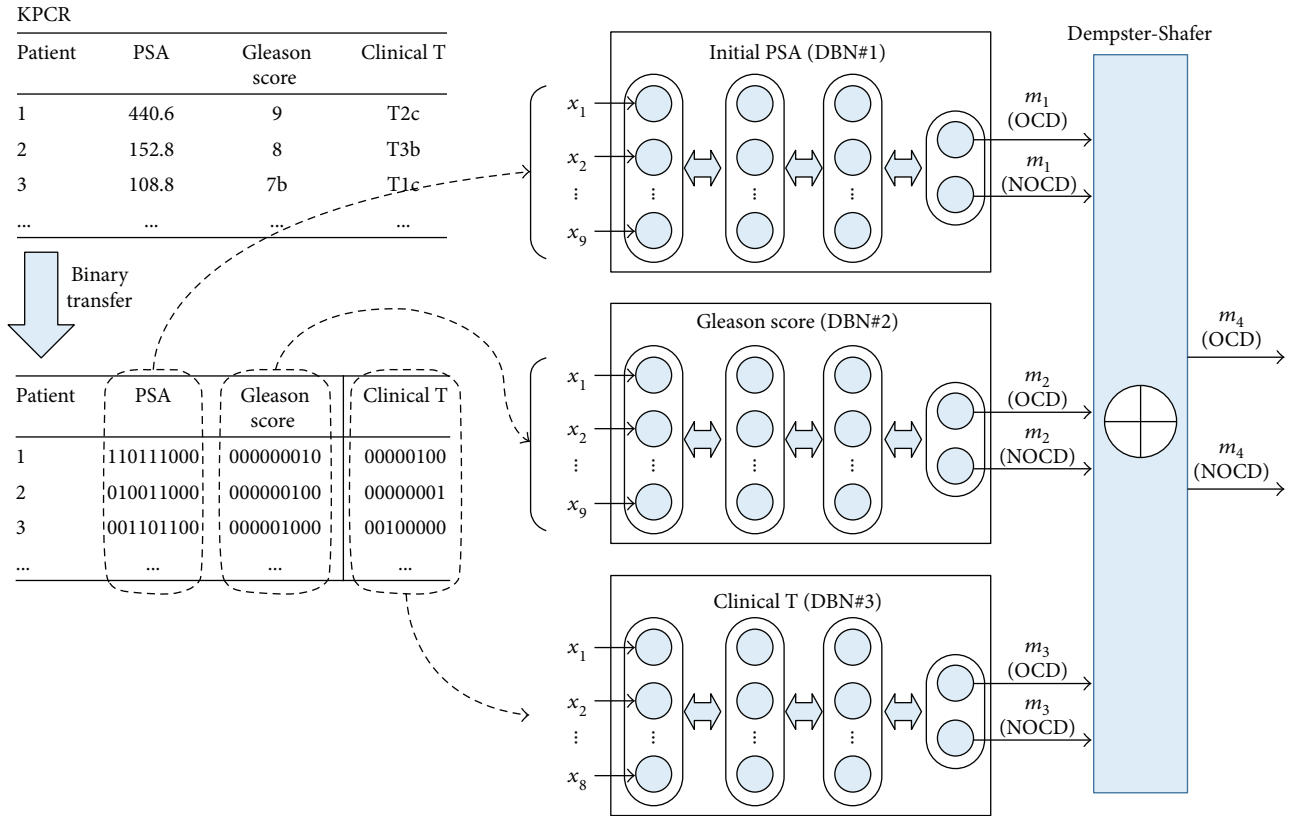 KPCR
Patient PSA Gleason score Clinical T
1 440.6 9 T2c
2 152.8 8 T3b
3 108.8 7b T1c
... ... ... ...
Binary
transfer
Patient PSA Gleason score Clinical T
1 110111000 000000010 00000100
2 010011000 000000100 00000001
3 001101100 000001000 00100000
... ... ... ...
Initial PSA (DBN#1)
x1
x2
...
x9
m1
(OCD)
m1
(NOCD)
Gleason score (DBN#2)
x1
x2
...
x9
m2
(OCD)
m2
(NOCD)
Clinical T (DBN#3)
x1
x2
...
x8
m3
(OCD)
m3
(NOCD)
Dempster-Shafer
m4
(OCD)
m4
(NOCD)